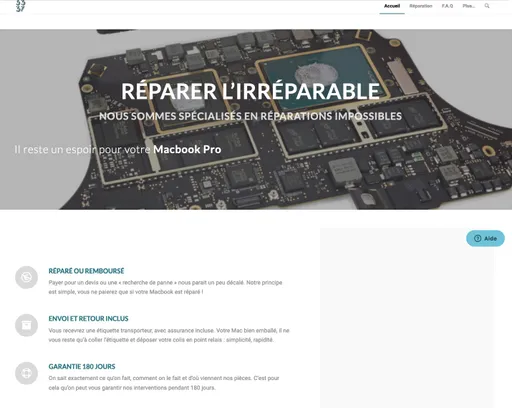 Accueil Réparation F.A.Q. Plus...
RÉPARER L'IRRÉPARABLE
NOUS SOMMES SPÉCIALISÉS EN RÉPARATIONS IMPOSSIBLES
Il reste un espoir pour votre Macbook Pro
Aide
RÉPARÉ OU REMBOURSÉ
Payer pour un devis ou une « recherche de panne » nous parait un peu décalé. Notre principe
est simple, vous ne paierez que si votre Macbook est réparé !
ENVOI ET RETOUR INCLUS
Vous recevrez une étiquette transporteur, avec assurance incluse. Votre Mac bien emballé, il ne
vous reste qu'à coller l'étiquette et déposer votre colis en point relais : simplicité, rapidité.
GARANTIE 180 JOURS
On sait exactement ce qu'on fait, comment on le fait et d'où viennent nos pièces. C'est pour
cela qu'on peut vous garantir nos interventions pendant 180 jours.